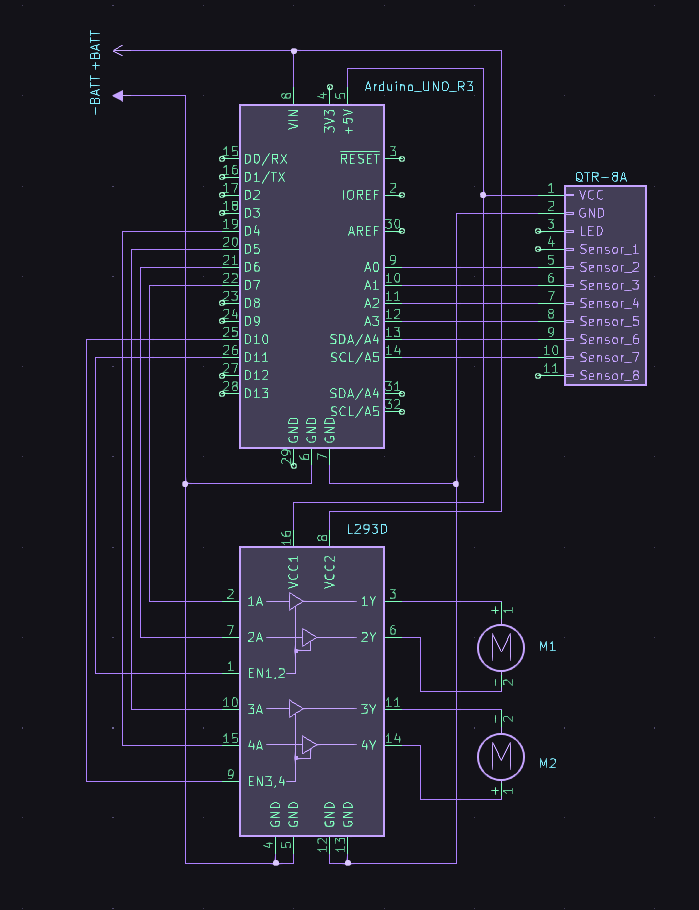 -BATT +BATT
Arduino_UNO_R3
8
4
5
VIN
3V3
+5V
15 D0/RX
16 D1/TX
17 D2
18 D3
19 D4
20 D5
21 D6
22 D7
23 D8
24 D9
25 D10
26 D11
27 D12
28 D13
RESET 3
IOREF 2
AREF 30
A0 9
A1 10
A2 11
A3 12
SDA/A4 13
SCL/A5 14
SDA/A4 31
SCL/A5 32
GND
GND
GND
29
6
7
QTR-8A
1 VCC
2 GND
3 LED
4 Sensor_1
5 Sensor_2
6 Sensor_3
7 Sensor_4
8 Sensor_5
9 Sensor_6
10 Sensor_7
11 Sensor_8
L293D
16
8
VCC1
VCC2
2 1A
7 2A
1 EN1,2
10 3A
15 4A
9 EN3,4
1Y 3
2Y 6
3Y 11
4Y 14
GND
GND
GND
GND
4
5
12
13
+ 1
M
M1
- 2
- 2
M
M2
+ 1